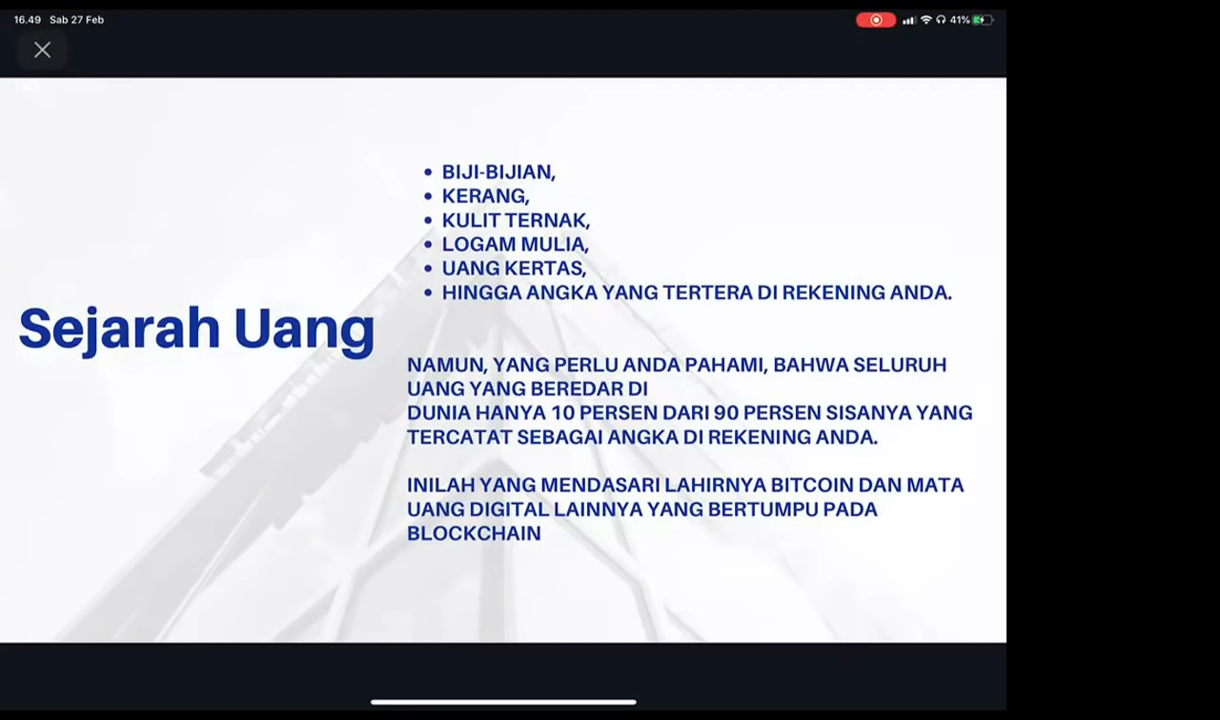 16.49 Sab 27 Feb
41%
Sejarah Uang
• BIJI-BIJIAN,
• KERANG,
• KULIT TERNAK,
• LOGAM MULIA,
• UANG KERTAS,
• HINGGA ANGKA YANG TERTERA DI REKENING ANDA.
NAMUN, YANG PERLU ANDA PAHAMI, BAHWA SELURUH
UANG YANG BEREDAR DI
DUNIA HANYA 10 PERSEN DARI 90 PERSEN SISANYA YANG
TERCATAT SEBAGAI ANGKA DI REKENING ANDA.
INILAH YANG MENDASARI LAHIRNYA BITCOIN DAN MATA
UANG DIGITAL LAINNYA YANG BERTUMPU PADA
BLOCKCHAIN